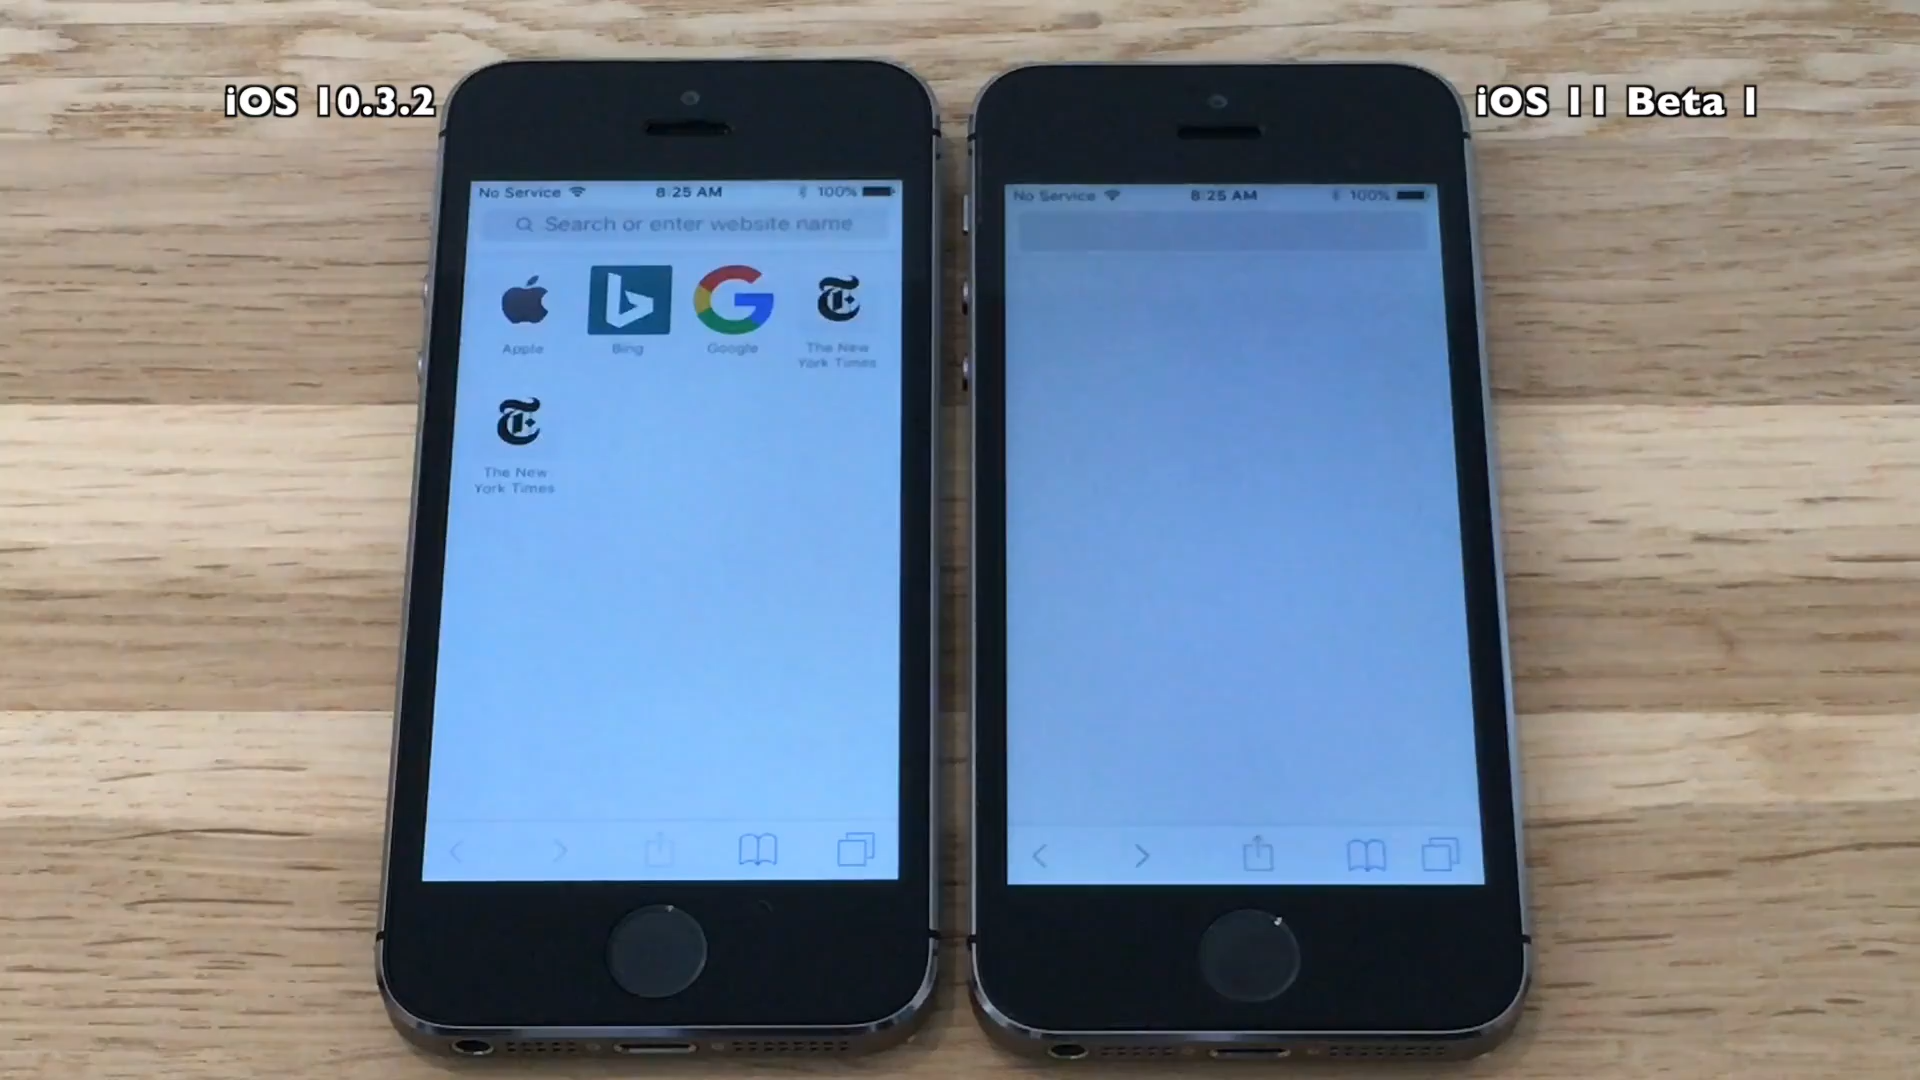 iOS 10.3.2
iOS 11 Beta 1
No Service 8:25 AM 100%
Search or enter website name
Apple Bing Google The New
York Times
The New
York Times
No Service 8:25 AM 100%